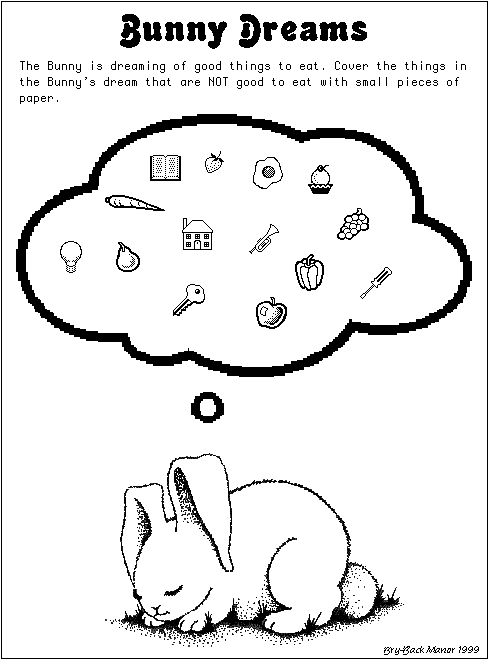 Bunny Dreams
The Bunny is dreaming of good things to eat. Cover the things in
the Bunny's dream that are NOT good to eat with small pieces of
paper.
Bry-Back Manor 1999